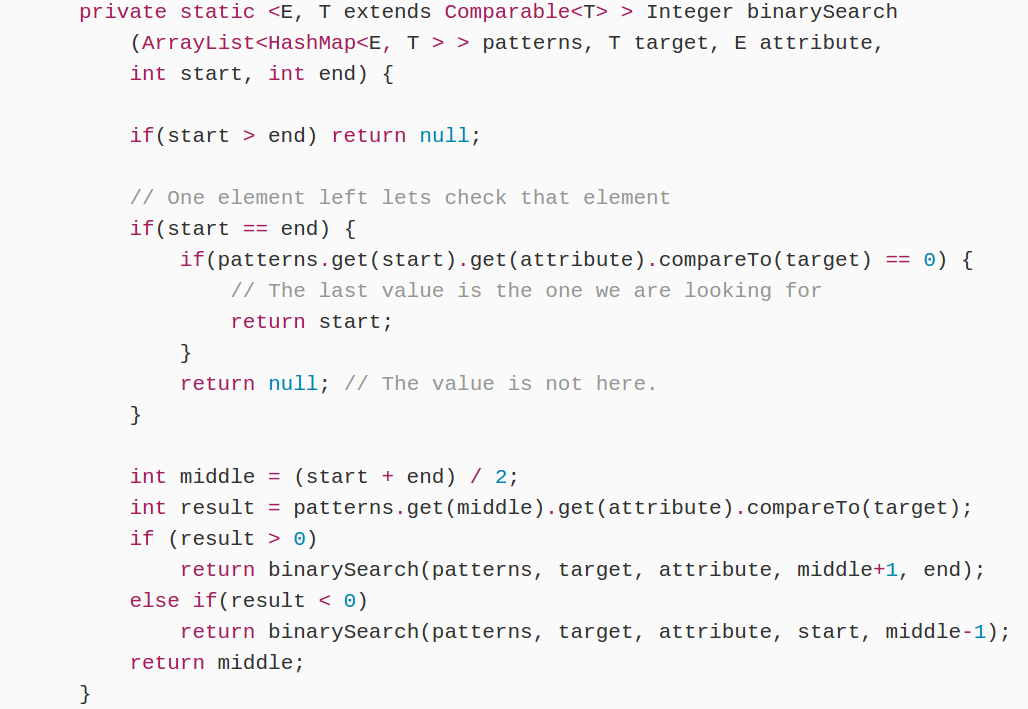 private static <E, T extends Comparable<T> > Integer binarySearch
(ArrayList<HashMap<E, T > > patterns, T target, E attribute,
int start, int end) {
if(start > end) return null;
// One element left lets check that element
if(start == end) {
if(patterns.get(start).get(attribute).compareTo(target) == 0) {
// The last value is the one we are looking for
return start;
}
return null; // The value is not here.
}
int middle = (start + end) / 2;
int result = patterns.get(middle).get(attribute).compareTo(target);
if (result > 0)
return binarySearch(patterns, target, attribute, middle+1, end);
else if(result < 0)
return binarySearch(patterns, target, attribute, start, middle-1);
return middle;
}